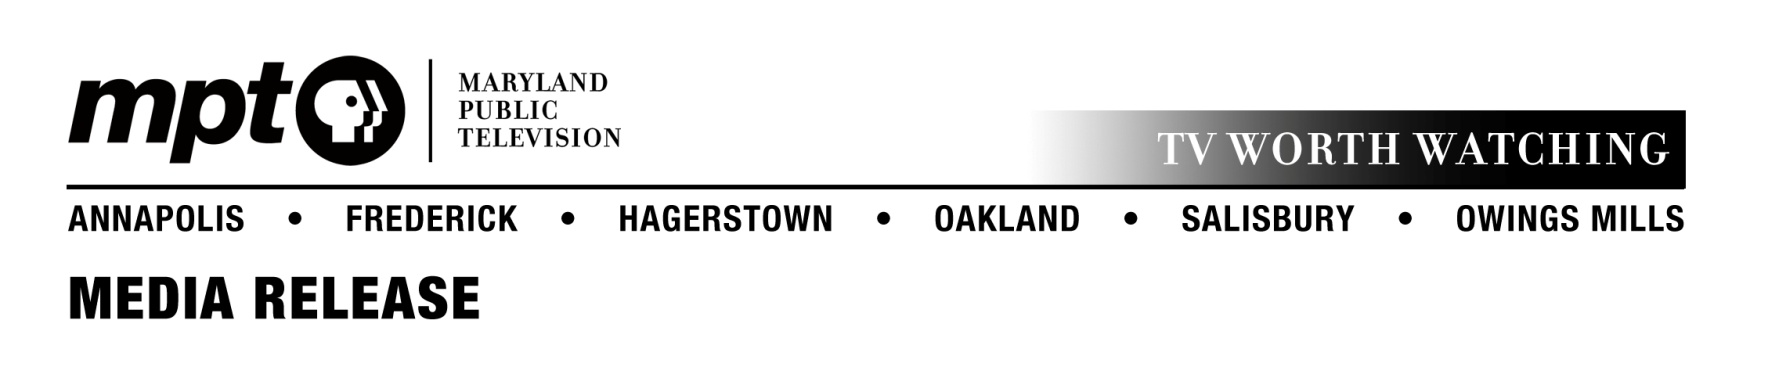 mpt
MARYLAND
PUBLIC
TELEVISION
TV WORTH WATCHING
ANNAPOLIS • FREDERICK • HAGERSTOWN • OAKLAND • SALISBURY • OWINGS MILLS
MEDIA RELEASE